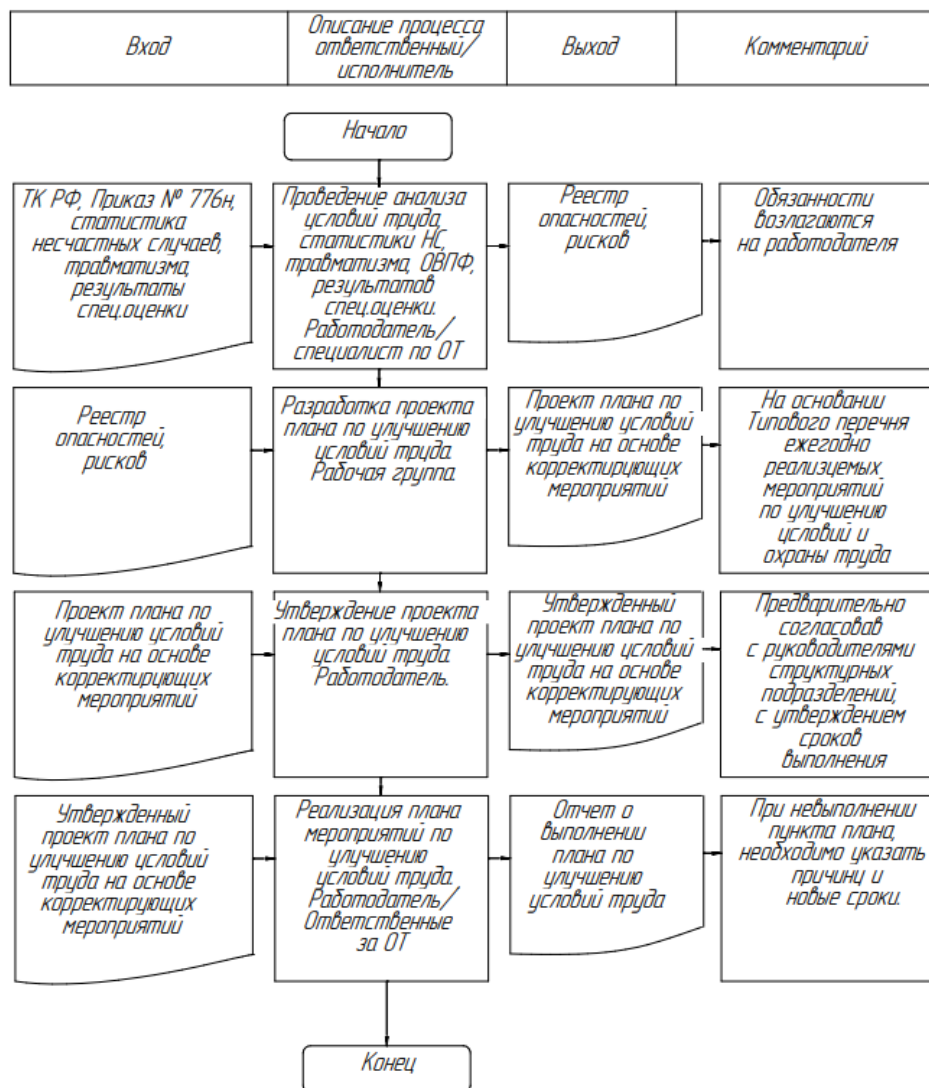 Вход
Описание процесса
ответственный/
исполнитель
Выход
Комментарий
Начало
ТК РФ, Приказ № 776н,
статистика
несчастных случаев,
травматизма,
результаты
спец.оценки
Проведение анализа
условий труда,
статистики НС,
травматизма, ОВПФ,
результатов
спец.оценки.
Работодатель/
специалист по ОТ
Реестр
опасностей,
рисков
Обязанности
возлагаются
на работодателя
Реестр
опасностей,
рисков
Разработка проекта
плана по улучшению
условий труда.
Рабочая группа.
Проект плана по
улучшению условий
труда на основе
корректирующих
мероприятий
На основании
Типового перечня
ежегодно
реализуемых
мероприятий
по улучшению
условий и
охраны труда
Проект плана по
улучшению условий
труда на основе
корректирующих
мероприятий
Утверждение проекта
плана по улучшению
условий труда.
Работодатель.
Утвержденный
проект плана по
улучшению условий
труда на основе
корректирующих
мероприятий
Предварительно
согласовав
с руководителями
структурных
подразделений,
с утверждением
сроков
выполнения
Утвержденный
проект плана по
улучшению условий
труда на основе
корректирующих
мероприятий
Реализация плана
мероприятий по
улучшению
условий труда.
Работодатель/
Ответственные
за ОТ
Отчет о
выполнении
плана по
улучшению
условий труда
При невыполнении
пункта плана,
необходимо указать
причину и
новые сроки.
Конец